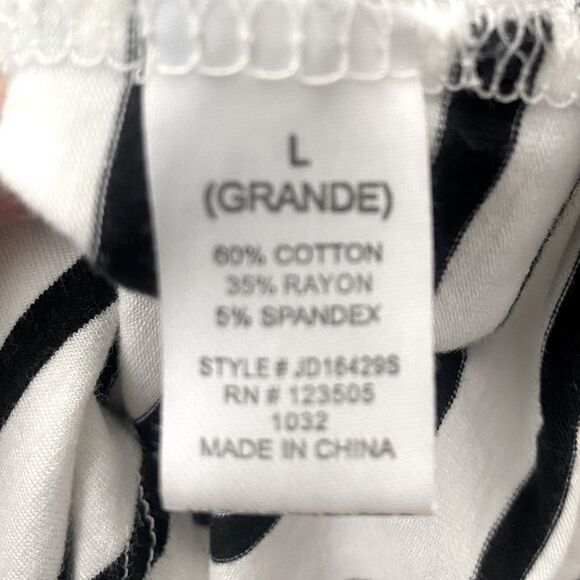 L
(GRANDE)
60% COTTON
35% RAYON
5% SPANDEX
STYLE # JD16429S
RN # 123505
1032
MADE IN CHINA